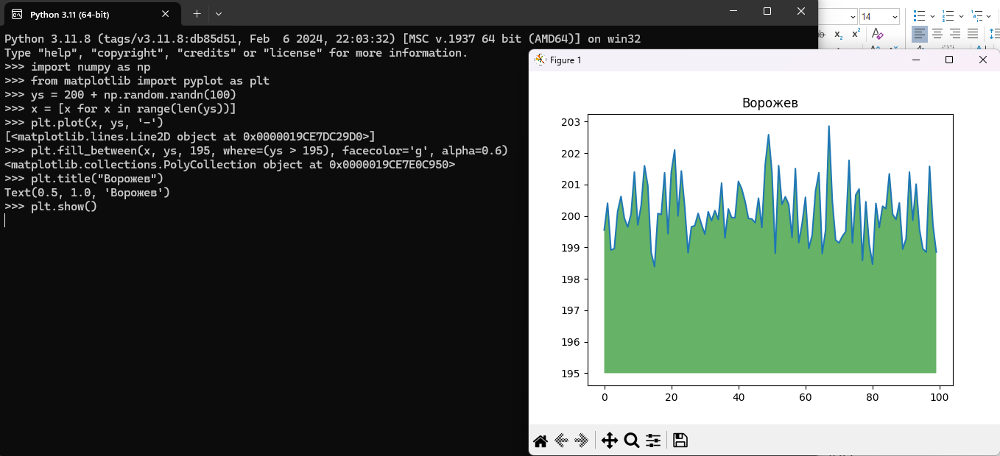 Python 3.11 (64-bit)
Python 3.11.8 (tags/v3.11.8:db85d51, Feb  6 2024, 22:03:32) [MSC v.1937 64 bit (AMD64)] on win32
Type "help", "copyright", "credits" or "license" for more information.
>>> import numpy as np
>>> from matplotlib import pyplot as plt
>>> ys = 200 + np.random.randn(100)
>>> x = [x for x in range(len(ys))]
>>> plt.plot(x, ys, '-')
[<matplotlib.lines.Line2D object at 0x0000019CE7DC29D0>]
>>> plt.fill_between(x, ys, 195, where=(ys > 195), facecolor='g', alpha=0.6)
<matplotlib.collections.PolyCollection object at 0x0000019CE7E0C950>
>>> plt.title("Ворожев")
Text(0.5, 1.0, 'Ворожев')
>>> plt.show()
14
Figure 1
Ворожев
203
202
201
200
199
198
197
196
195
0 20 40 60 80 100